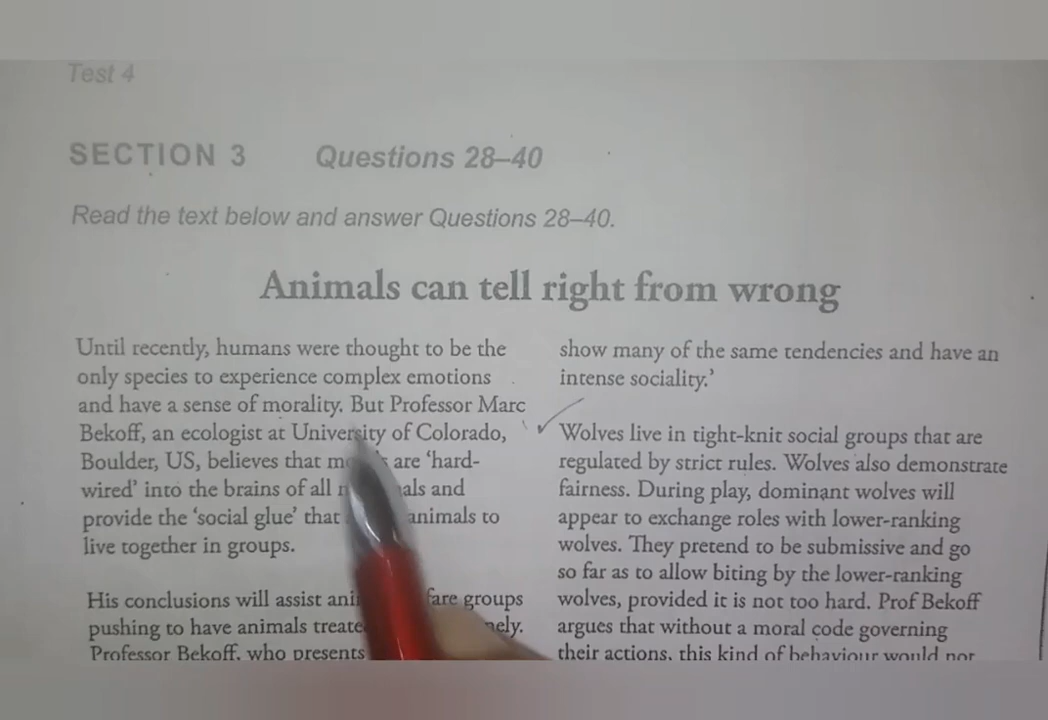 Test 4
SECTION 3 Questions 28–40
Read the text below and answer Questions 28–40.
Animals can tell right from wrong
Until recently, humans were thought to be the
only species to experience complex emotions
and have a sense of morality. But Professor Marc
Bekoff, an ecologist at University of Colorado,
Boulder, US, believes that are ‘hard-
wired’ into the brains of all and
provide the ‘social glue’ that animals to
live together in groups.
His conclusions will assist groups
pushing to have animals
Professor Bekoff, who presents
show many of the same tendencies and have an
intense sociality.’
Wolves live in tight-knit social groups that are
regulated by strict rules. Wolves also demonstrate
fairness. During play, dominant wolves will
appear to exchange roles with lower-ranking
wolves. They pretend to be submissive and go
so far as to allow biting by the lower-ranking
wolves, provided it is not too hard. Prof Bekoff
argues that without a moral code governing
their actions, this kind of behaviour would not